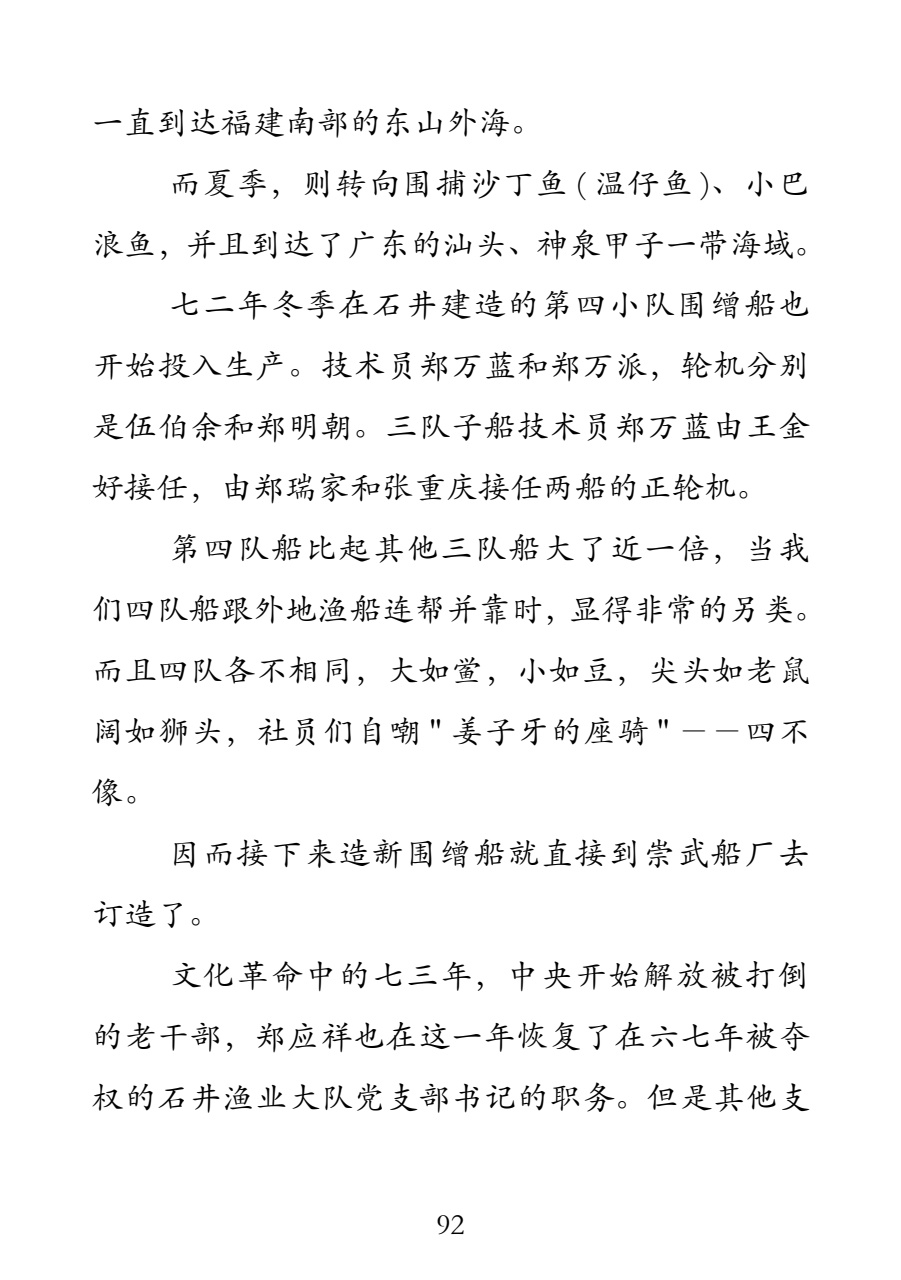 一直到达福建南部的东山外海。
而夏季，则转向围捕沙丁鱼 ( 温仔鱼 )、小巴
浪鱼，并且到达了广东的汕头、神泉甲子一带海域。
七二年冬季在石井建造的第四小队围缯船也
开始投入生产。技术员郑万蓝和郑万派，轮机分别
是伍伯余和郑明朝。三队子船技术员郑万蓝由王金
好接任，由郑瑞家和张重庆接任两船的正轮机。
第四队船比起其他三队船大了近一倍，当我
们四队船跟外地渔船连帮并靠时，显得非常的另类。
而且四队各不相同，大如鲎，小如豆，尖头如老鼠
阔如狮头，社员们自嘲 " 姜子牙的座骑 " －－四不
像。
因而接下来造新围缯船就直接到崇武船厂去
订造了。
文化革命中的七三年，中央开始解放被打倒
的老干部，郑应祥也在这一年恢复了在六七年被夺
权的石井渔业大队党支部书记的职务。但是其他支
92